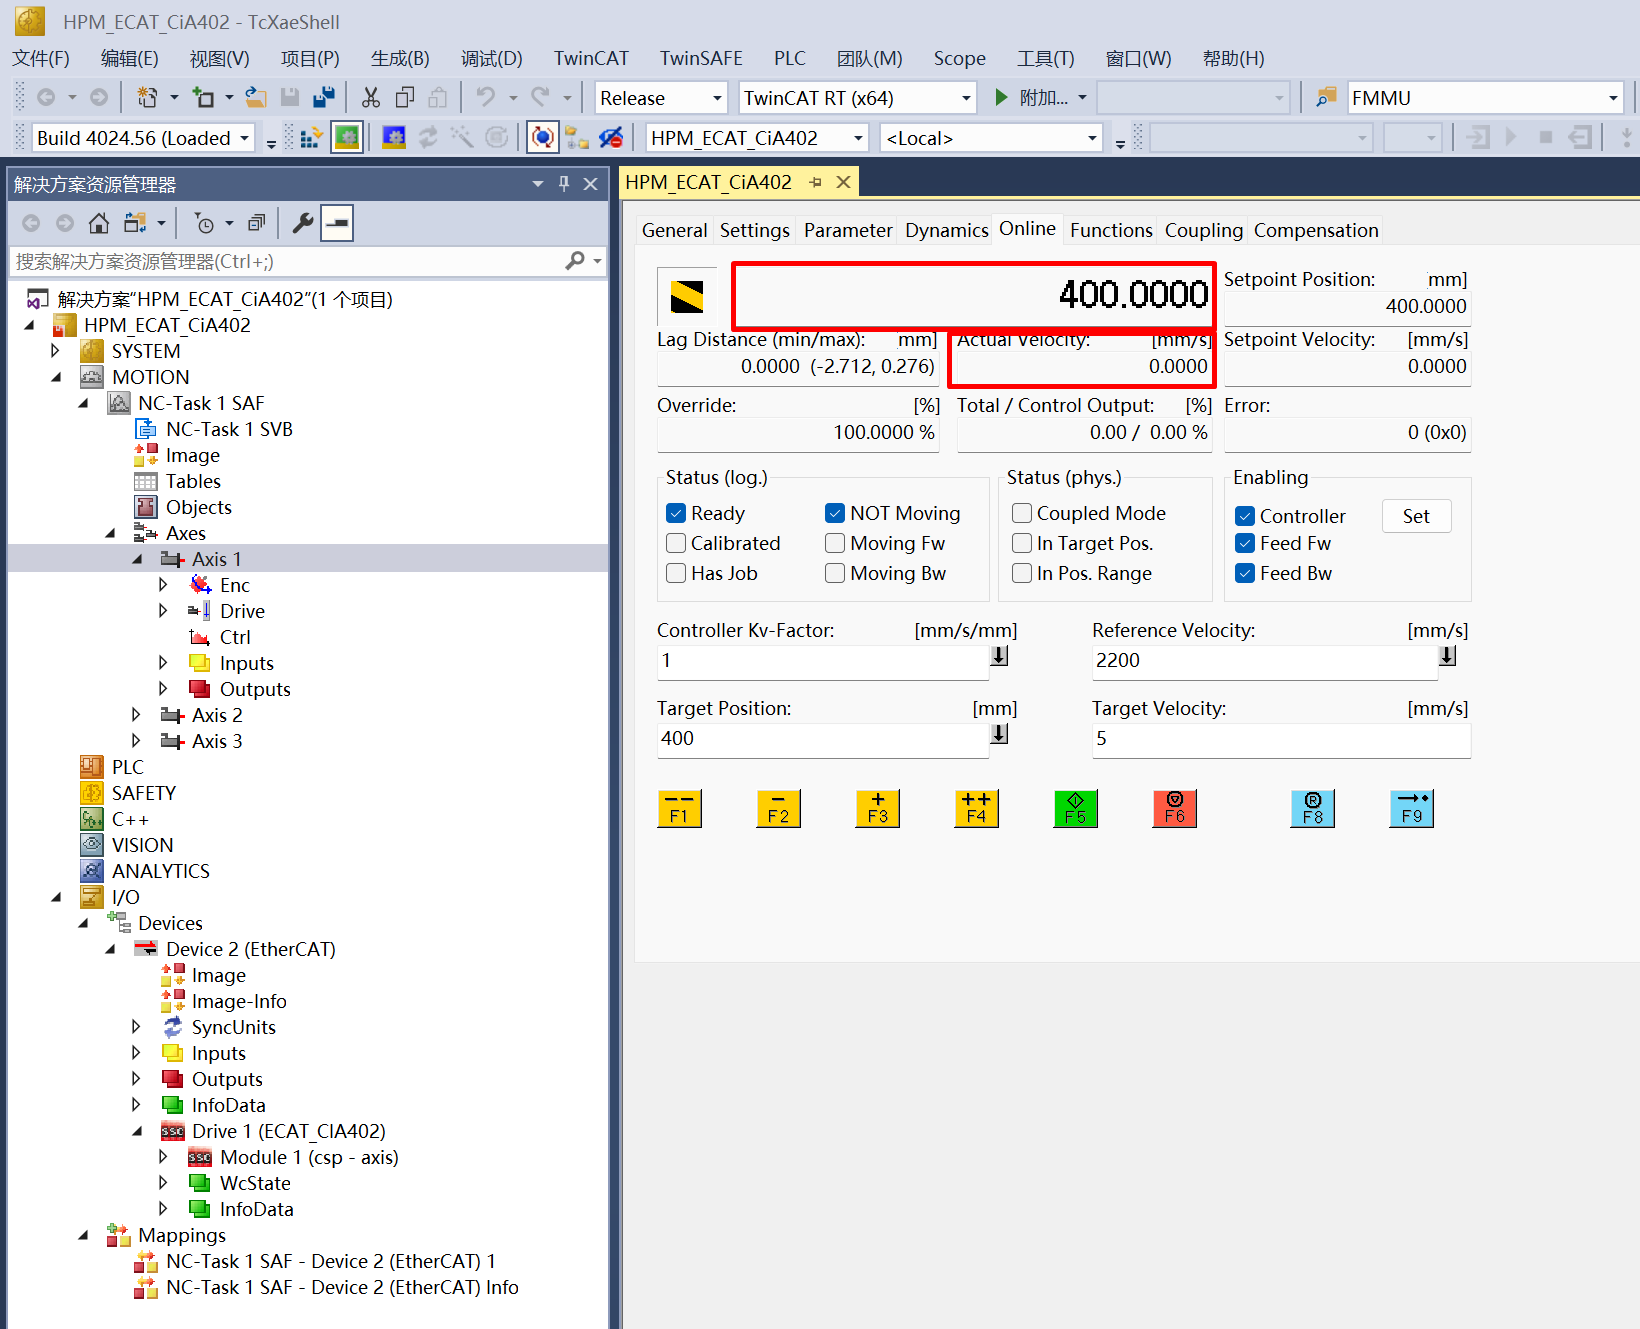 HPM_ECAT_CiA402 - TcXaeShell
文件(F) 编辑(E) 视图(V) 项目(P) 生成(B) 调试(D) TwinCAT TwinSAFE PLC 团队(M) Scope 工具(T) 窗口(W) 帮助(H)
Release TwinCAT RT (x64) 附加... FMMU
Build 4024.56 (Loaded HPM_ECAT_CiA402 <Local>
解决方案资源管理器
搜索解决方案资源管理器(Ctrl+;)
解决方案"HPM_ECAT_CiA402"(1 个项目)
HPM_ECAT_CiA402
SYSTEM
MOTION
NC-Task 1 SAF
NC-Task 1 SVB
Image
Tables
Objects
Axes
Axis 1
Enc
Drive
Ctrl
Inputs
Outputs
Axis 2
Axis 3
PLC
SAFETY
C++
VISION
ANALYTICS
I/O
Devices
Device 2 (EtherCAT)
Image
Image-Info
SyncUnits
Inputs
Outputs
InfoData
Drive 1 (ECAT_CIA402)
Module 1 (csp - axis)
WcState
InfoData
Mappings
NC-Task 1 SAF - Device 2 (EtherCAT) 1
NC-Task 1 SAF - Device 2 (EtherCAT) Info
HPM_ECAT_CiA402
General Settings Parameter Dynamics Online Functions Coupling Compensation
400.0000
Setpoint Position: mm]
400.0000
Lag Distance (min/max): mm] Actual Velocity: [mm/s] Setpoint Velocity: [mm/s]
0.0000 (-2.712, 0.276) 0.0000 0.0000
Override: [%] Total / Control Output: [%] Error:
100.0000 % 0.00 / 0.00 % 0 (0x0)
Status (log.) Status (phys.) Enabling
Ready NOT Moving Coupled Mode Controller Set
Calibrated Moving Fw In Target Pos. Feed Fw
Has Job Moving Bw In Pos. Range Feed Bw
Controller Kv-Factor: [mm/s/mm] Reference Velocity: [mm/s]
1 2200
Target Position: [mm] Target Velocity: [mm/s]
400 5
-- F1 - F2 + F3 ++ F4 F5 F6 R F8 F9